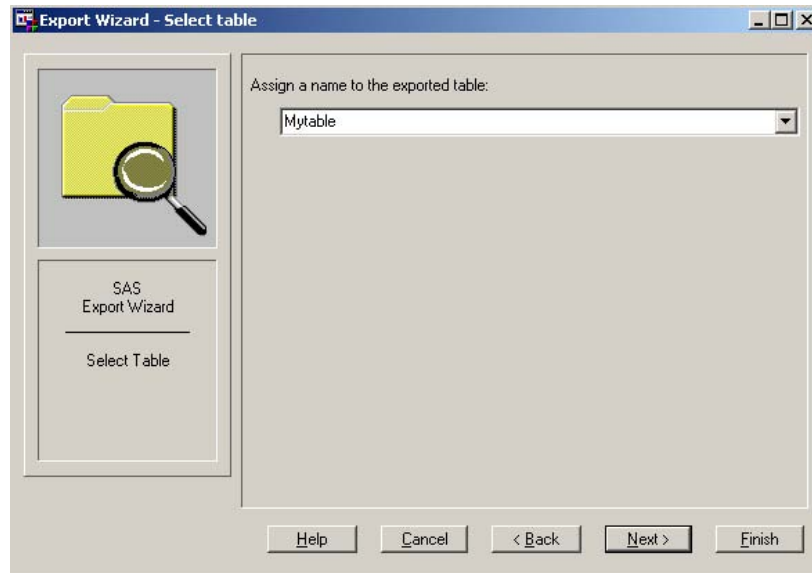 Export Wizard - Select table
Assign a name to the exported table:
Mytable
SAS
Export Wizard
Select Table
Help
Cancel
< Back
Next >
Finish